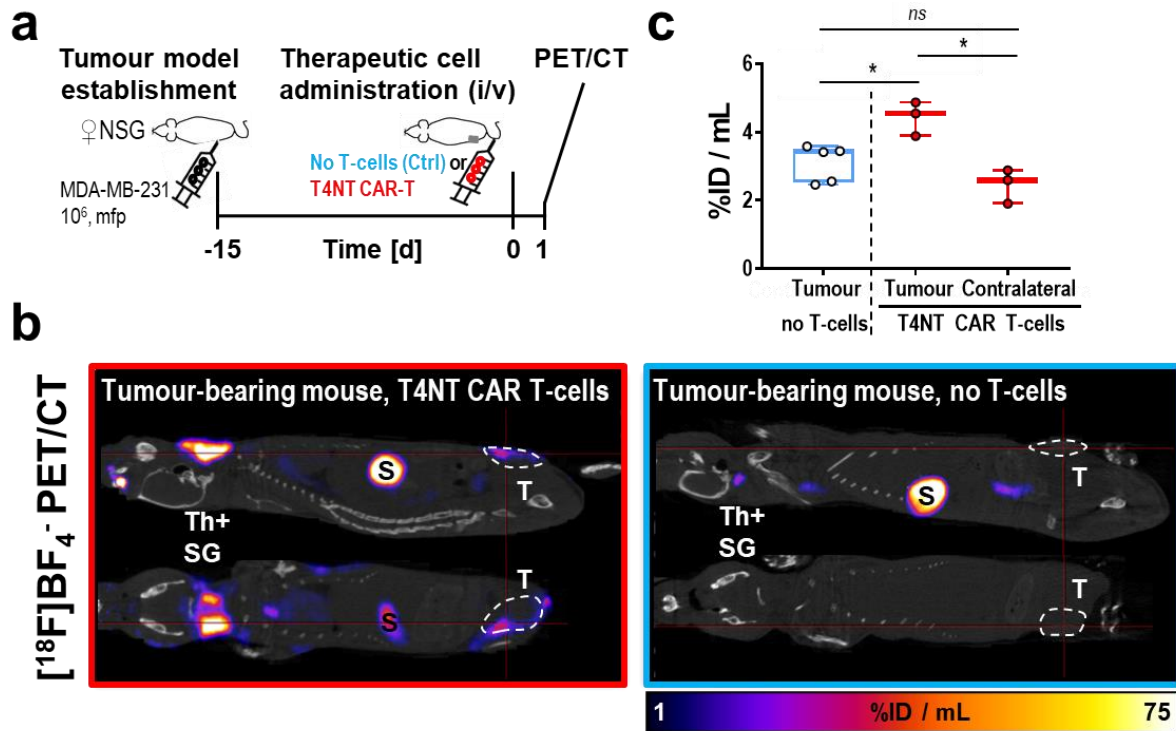 a
Tumour model
establishment
♀NSG
MDA-MB-231
10⁶, mfp
Therapeutic cell
administration (i/v)
No T-cells (Ctrl) or
T4NT CAR-T
PET/CT
-15
Time [d]
0
1
c
ns
*
*
%ID / mL
6
4
2
0
Tumour
Tumour
Contralateral
no T-cells
T4NT CAR T-cells
b
[¹⁸F]BF₄⁻ PET/CT
Tumour-bearing mouse, T4NT CAR T-cells
S
T
Th+
SG
T
S
Tumour-bearing mouse, no T-cells
S
T
Th+
SG
T
1
%ID / mL
75